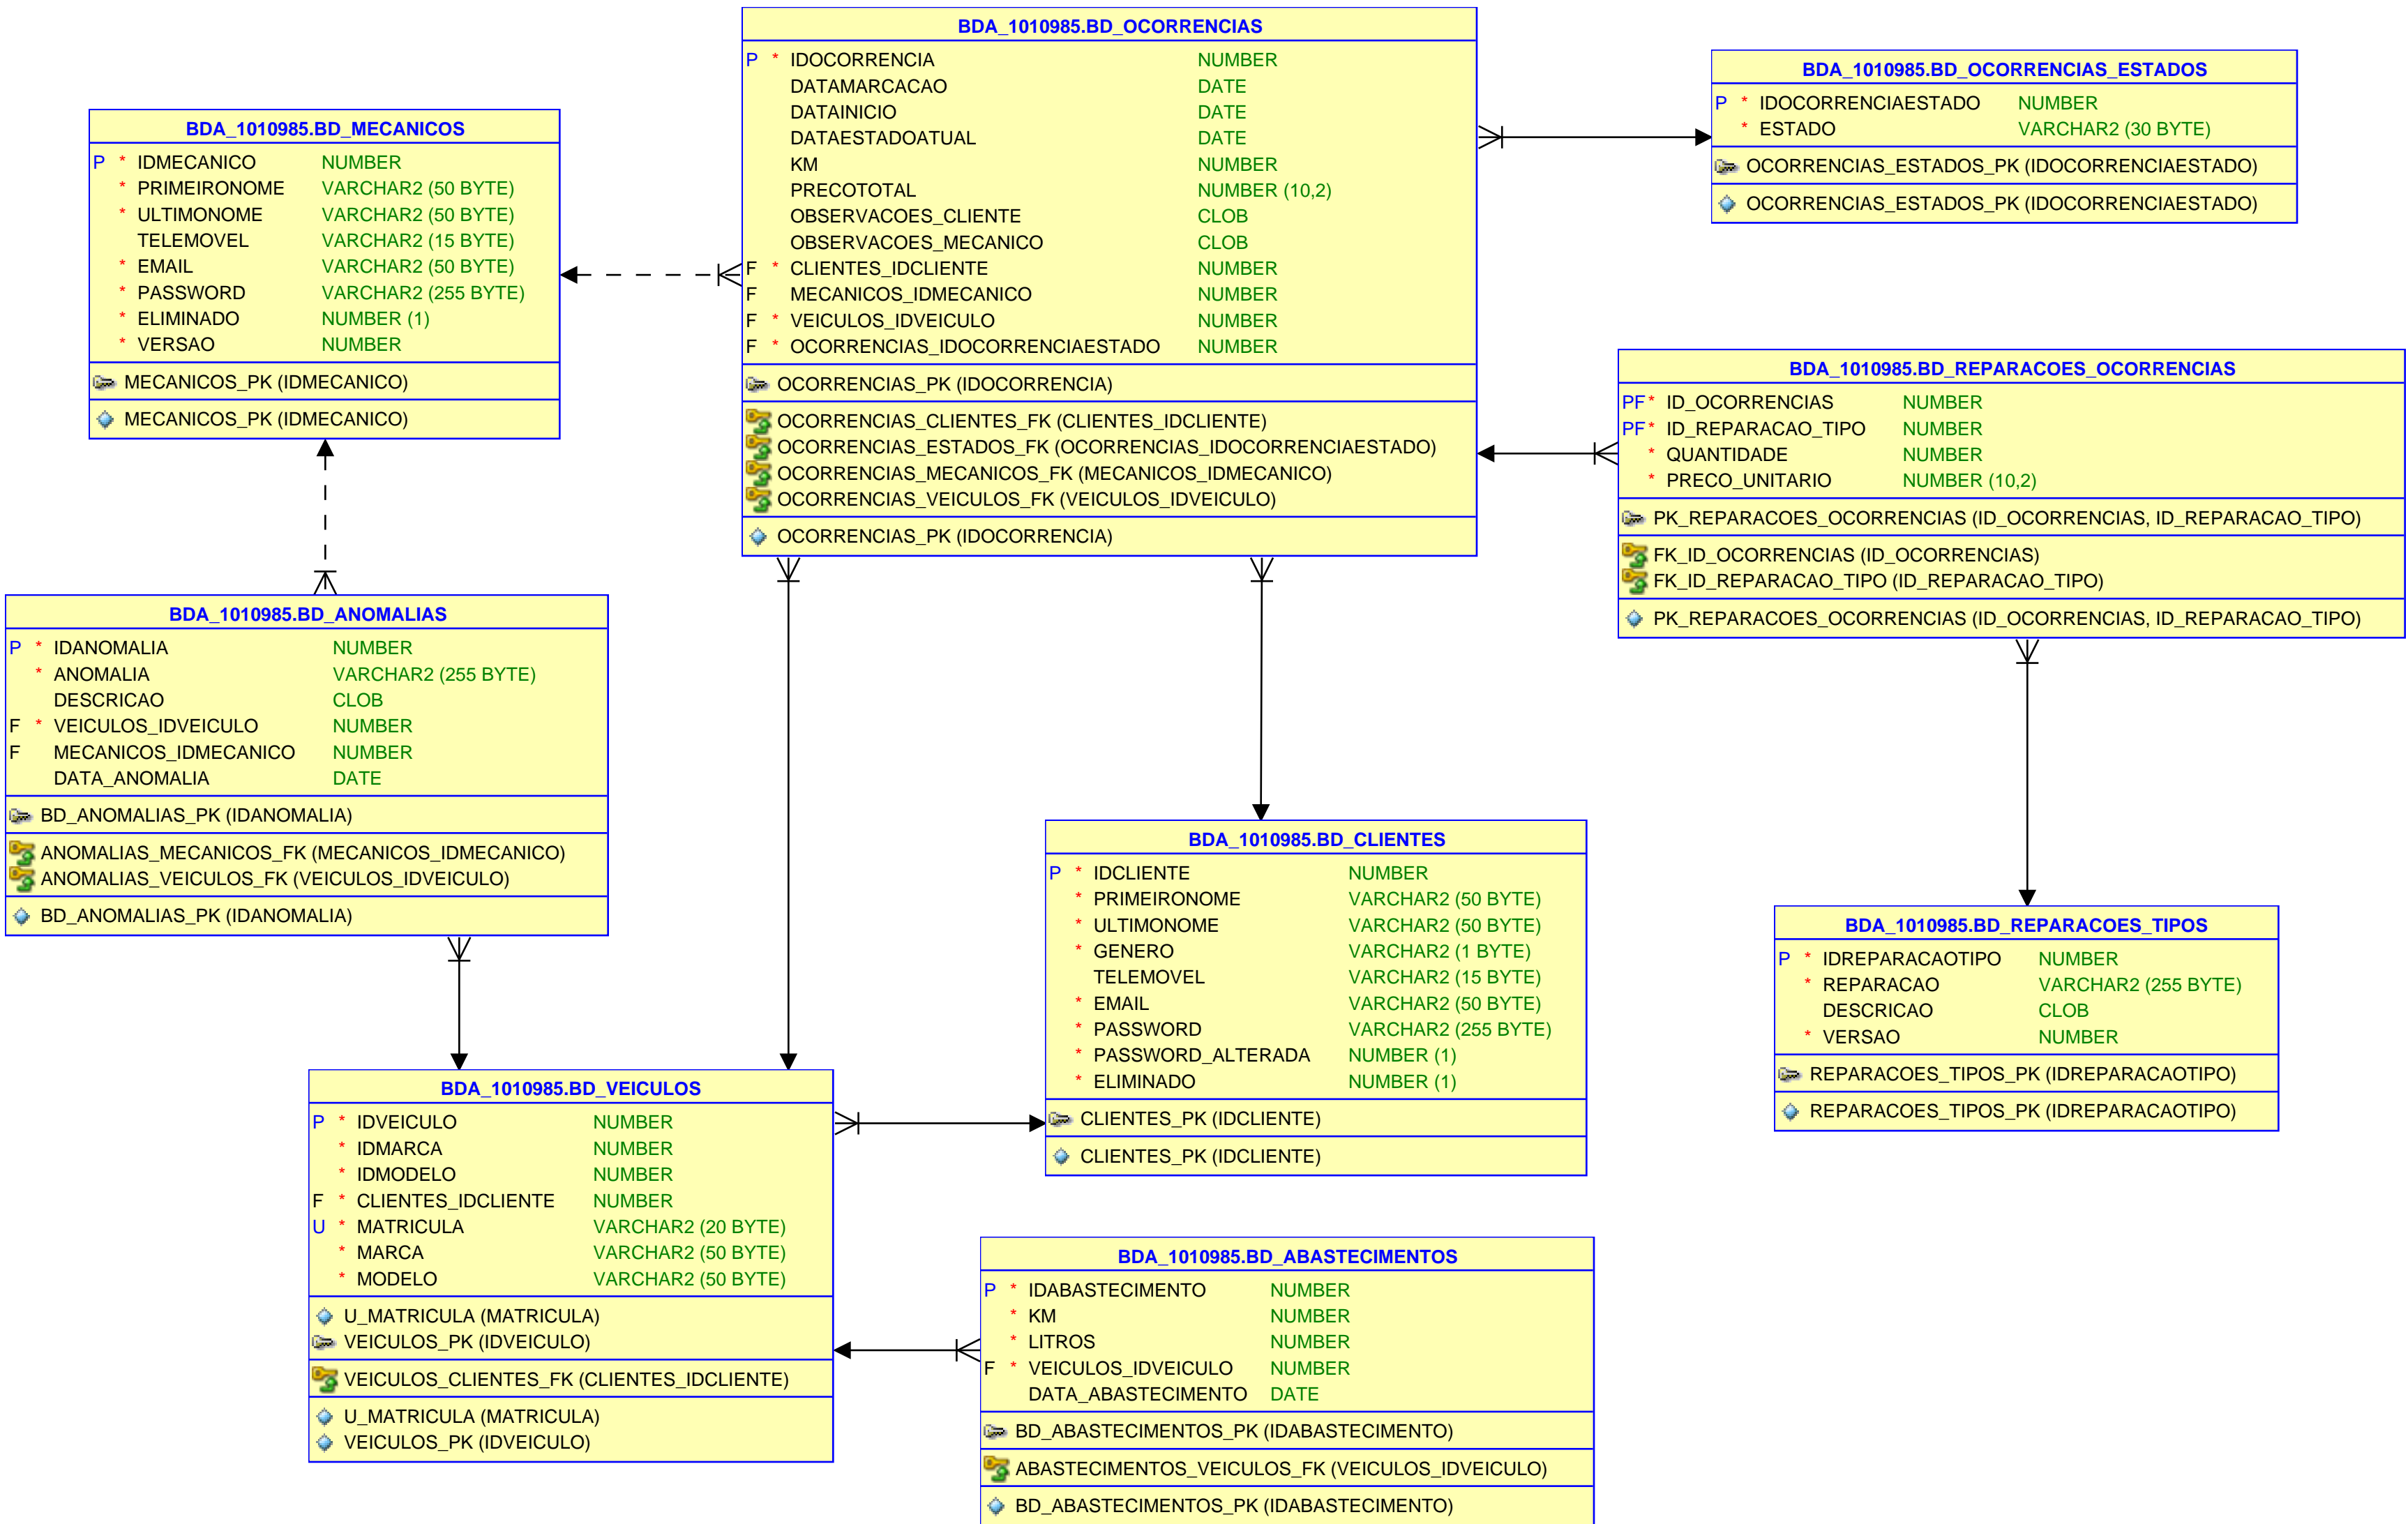 BDA_1010985.BD_OCORRENCIAS
P * IDOCORRENCIA NUMBER
DATAMARCACAO DATE
DATAINICIO DATE
DATAESTADOATUAL DATE
KM NUMBER
PRECOTOTAL NUMBER (10,2)
OBSERVACOES_CLIENTE CLOB
OBSERVACOES_MECANICO CLOB
F * CLIENTES_IDCLIENTE NUMBER
F MECANICOS_IDMECANICO NUMBER
F * VEICULOS_IDVEICULO NUMBER
F * OCORRENCIAS_IDOCORRENCIAESTADO NUMBER
OCORRENCIAS_PK (IDOCORRENCIA)
OCORRENCIAS_CLIENTES_FK (CLIENTES_IDCLIENTE)
OCORRENCIAS_ESTADOS_FK (OCORRENCIAS_IDOCORRENCIAESTADO)
OCORRENCIAS_MECANICOS_FK (MECANICOS_IDMECANICO)
OCORRENCIAS_VEICULOS_FK (VEICULOS_IDVEICULO)
OCORRENCIAS_PK (IDOCORRENCIA)
BDA_1010985.BD_OCORRENCIAS_ESTADOS
P * IDOCORRENCIAESTADO NUMBER
* ESTADO VARCHAR2 (30 BYTE)
OCORRENCIAS_ESTADOS_PK (IDOCORRENCIAESTADO)
OCORRENCIAS_ESTADOS_PK (IDOCORRENCIAESTADO)
BDA_1010985.BD_MECANICOS
P * IDMECANICO NUMBER
* PRIMEIRONOME VARCHAR2 (50 BYTE)
* ULTIMONOME VARCHAR2 (50 BYTE)
TELEMOVEL VARCHAR2 (15 BYTE)
* EMAIL VARCHAR2 (50 BYTE)
* PASSWORD VARCHAR2 (255 BYTE)
* ELIMINADO NUMBER (1)
* VERSAO NUMBER
MECANICOS_PK (IDMECANICO)
MECANICOS_PK (IDMECANICO)
BDA_1010985.BD_REPARACOES_OCORRENCIAS
PF * ID_OCORRENCIAS NUMBER
PF * ID_REPARACAO_TIPO NUMBER
* QUANTIDADE NUMBER
* PRECO_UNITARIO NUMBER (10,2)
PK_REPARACOES_OCORRENCIAS (ID_OCORRENCIAS, ID_REPARACAO_TIPO)
FK_ID_OCORRENCIAS (ID_OCORRENCIAS)
FK_ID_REPARACAO_TIPO (ID_REPARACAO_TIPO)
PK_REPARACOES_OCORRENCIAS (ID_OCORRENCIAS, ID_REPARACAO_TIPO)
BDA_1010985.BD_ANOMALIAS
P * IDANOMALIA NUMBER
* ANOMALIA VARCHAR2 (255 BYTE)
DESCRICAO CLOB
F * VEICULOS_IDVEICULO NUMBER
F MECANICOS_IDMECANICO NUMBER
DATA_ANOMALIA DATE
BD_ANOMALIAS_PK (IDANOMALIA)
ANOMALIAS_MECANICOS_FK (MECANICOS_IDMECANICO)
ANOMALIAS_VEICULOS_FK (VEICULOS_IDVEICULO)
BD_ANOMALIAS_PK (IDANOMALIA)
BDA_1010985.BD_CLIENTES
P * IDCLIENTE NUMBER
* PRIMEIRONOME VARCHAR2 (50 BYTE)
* ULTIMONOME VARCHAR2 (50 BYTE)
* GENERO VARCHAR2 (1 BYTE)
TELEMOVEL VARCHAR2 (15 BYTE)
* EMAIL VARCHAR2 (50 BYTE)
* PASSWORD VARCHAR2 (255 BYTE)
* PASSWORD_ALTERADA NUMBER (1)
* ELIMINADO NUMBER (1)
CLIENTES_PK (IDCLIENTE)
CLIENTES_PK (IDCLIENTE)
BDA_1010985.BD_REPARACOES_TIPOS
P * IDREPARACAOTIPO NUMBER
* REPARACAO VARCHAR2 (255 BYTE)
DESCRICAO CLOB
* VERSAO NUMBER
REPARACOES_TIPOS_PK (IDREPARACAOTIPO)
REPARACOES_TIPOS_PK (IDREPARACAOTIPO)
BDA_1010985.BD_VEICULOS
P * IDVEICULO NUMBER
* IDMARCA NUMBER
* IDMODELO NUMBER
F * CLIENTES_IDCLIENTE NUMBER
U * MATRICULA VARCHAR2 (20 BYTE)
* MARCA VARCHAR2 (50 BYTE)
* MODELO VARCHAR2 (50 BYTE)
U_MATRICULA (MATRICULA)
VEICULOS_PK (IDVEICULO)
VEICULOS_CLIENTES_FK (CLIENTES_IDCLIENTE)
U_MATRICULA (MATRICULA)
VEICULOS_PK (IDVEICULO)
BDA_1010985.BD_ABASTECIMENTOS
P * IDABASTECIMENTO NUMBER
* KM NUMBER
* LITROS NUMBER
F * VEICULOS_IDVEICULO NUMBER
DATA_ABASTECIMENTO DATE
BD_ABASTECIMENTOS_PK (IDABASTECIMENTO)
ABASTECIMENTOS_VEICULOS_FK (VEICULOS_IDVEICULO)
BD_ABASTECIMENTOS_PK (IDABASTECIMENTO)